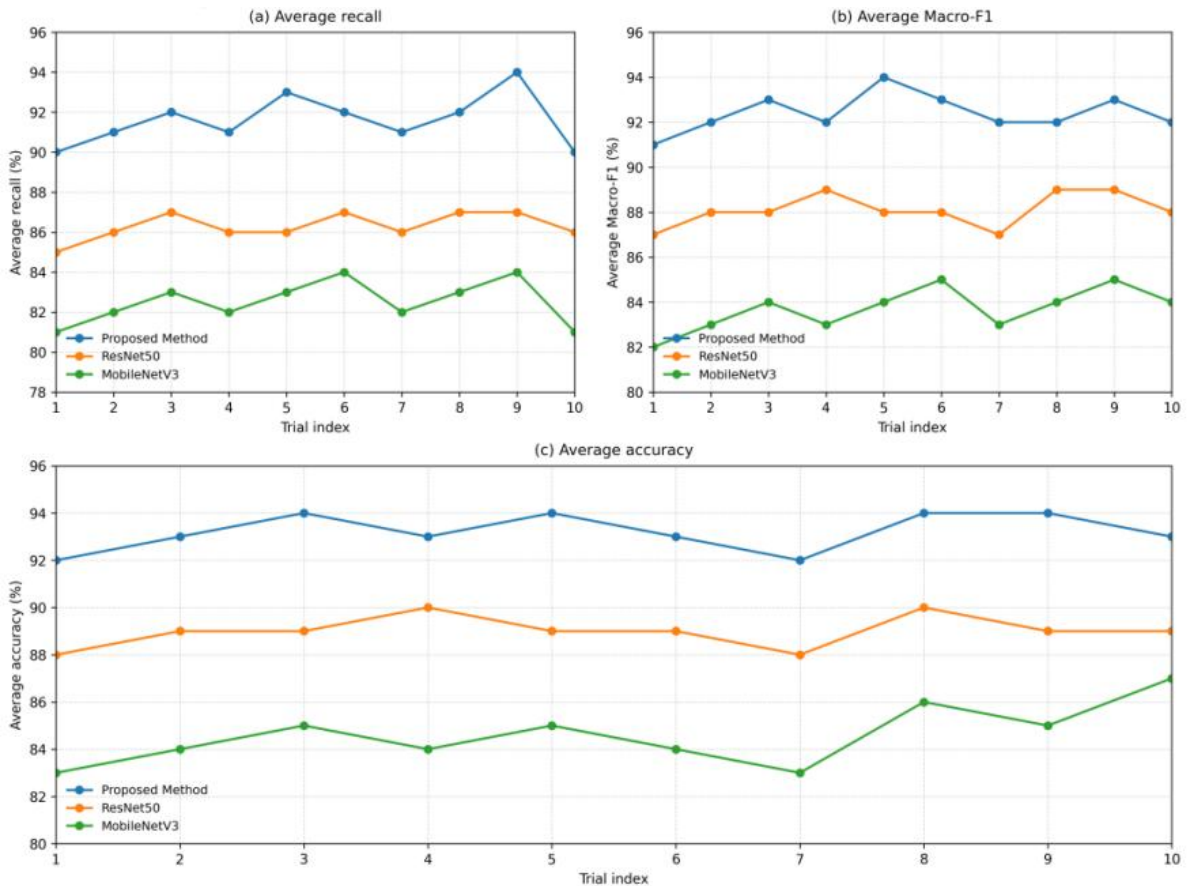 (a) Average recall
96
94
92
90
88
86
84
82
80
78
Average recall (%)
Proposed Method
ResNet50
MobileNetV3
1 2 3 4 5 6 7 8 9 10
Trial index
(b) Average Macro-F1
96
94
92
90
88
86
84
82
80
Average Macro-F1 (%)
Proposed Method
ResNet50
MobileNetV3
1 2 3 4 5 6 7 8 9 10
Trial index
(c) Average accuracy
96
94
92
90
88
86
84
82
80
Average accuracy (%)
Proposed Method
ResNet50
MobileNetV3
1 2 3 4 5 6 7 8 9 10
Trial index